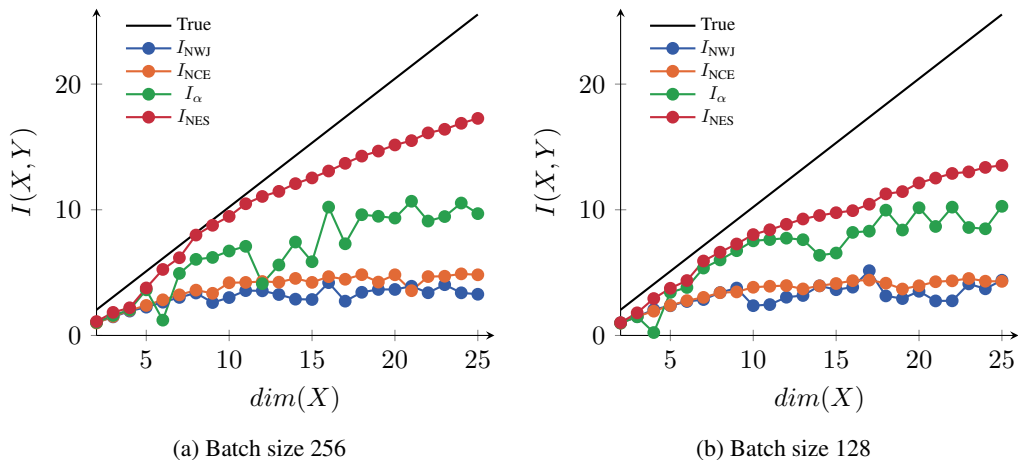 True
I_NWJ
I_NCE
I_α
I_NES
20
10
0
5
10
15
20
25
I(X, Y)
dim(X)
(a) Batch size 256
True
I_NWJ
I_NCE
I_α
I_NES
20
10
0
5
10
15
20
25
I(X, Y)
dim(X)
(b) Batch size 128